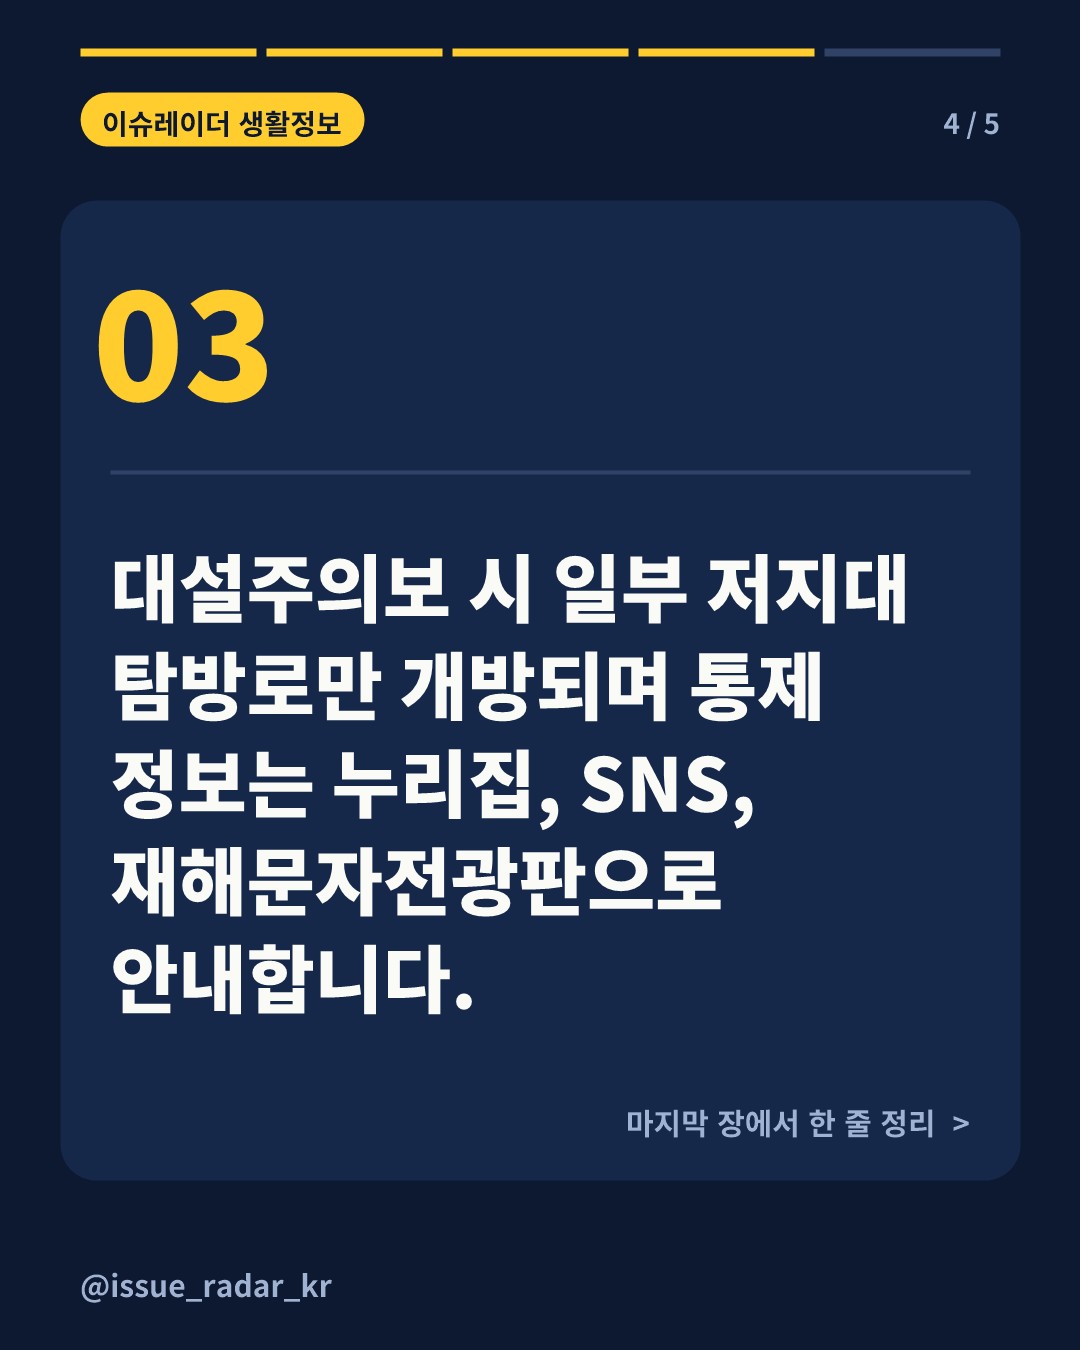 이슈레이더 생활정보
4 / 5
03
대설주의보 시 일부 저지대
탐방로만 개방되며 통제
정보는 누리집, SNS,
재해문자전광판으로
안내합니다.
마지막 장에서 한 줄 정리 >
@issue_radar_kr